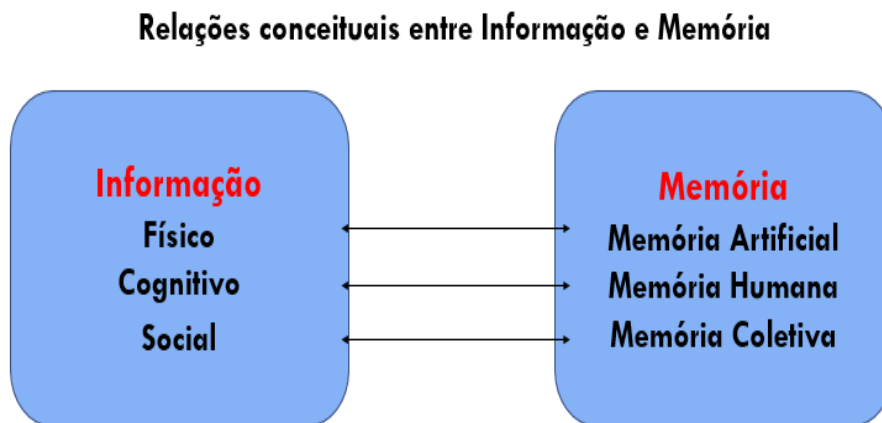 Relações conceituais entre Informação e Memória
Informação
Físico
Cognitivo
Social
Memória
Memória Artificial
Memória Humana
Memória Coletiva